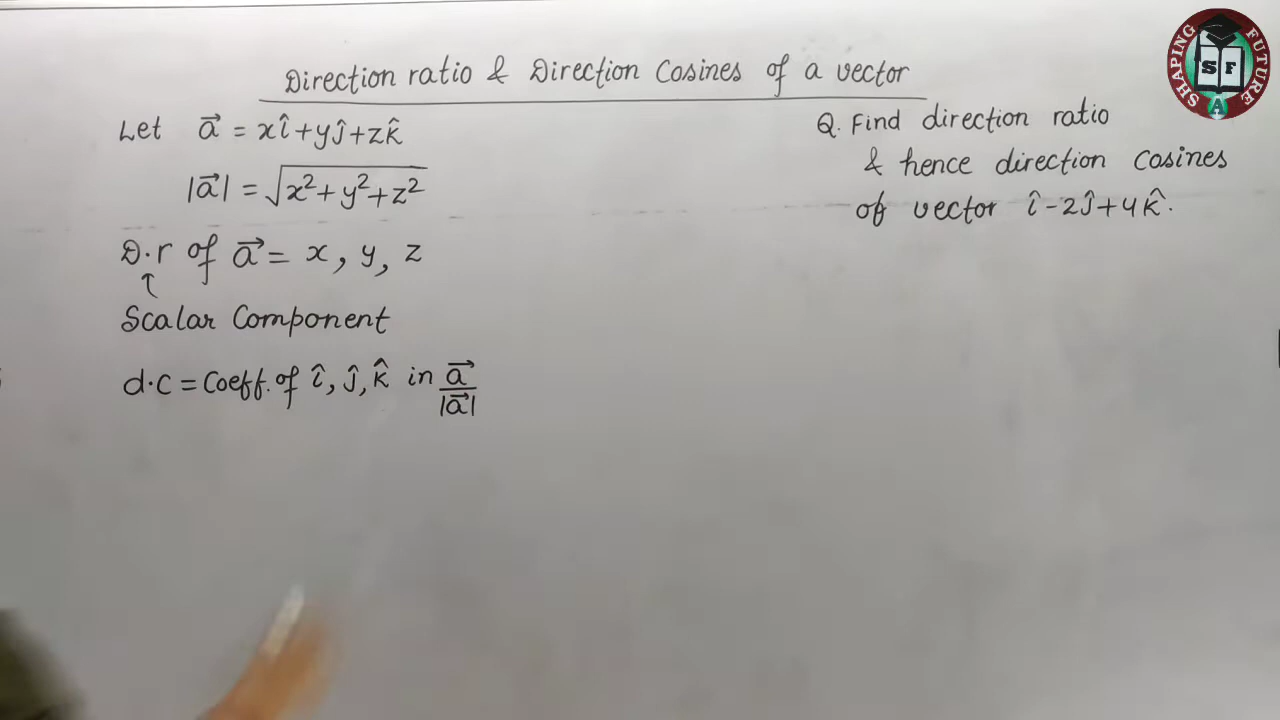 Direction ratio & Direction Cosines of a vector
Let a⃗ = xî+yĵ+zk̂
|a⃗| = √x²+y²+z²
D.r of a⃗ = x, y, z
↑
Scalar Component
d.c = Coeff. of î, ĵ, k̂ in a⃗/|a⃗|
Q. Find direction ratio
& hence direction cosines
of vector î-2ĵ+4k̂.
SHAPING FUTURE
S F
A